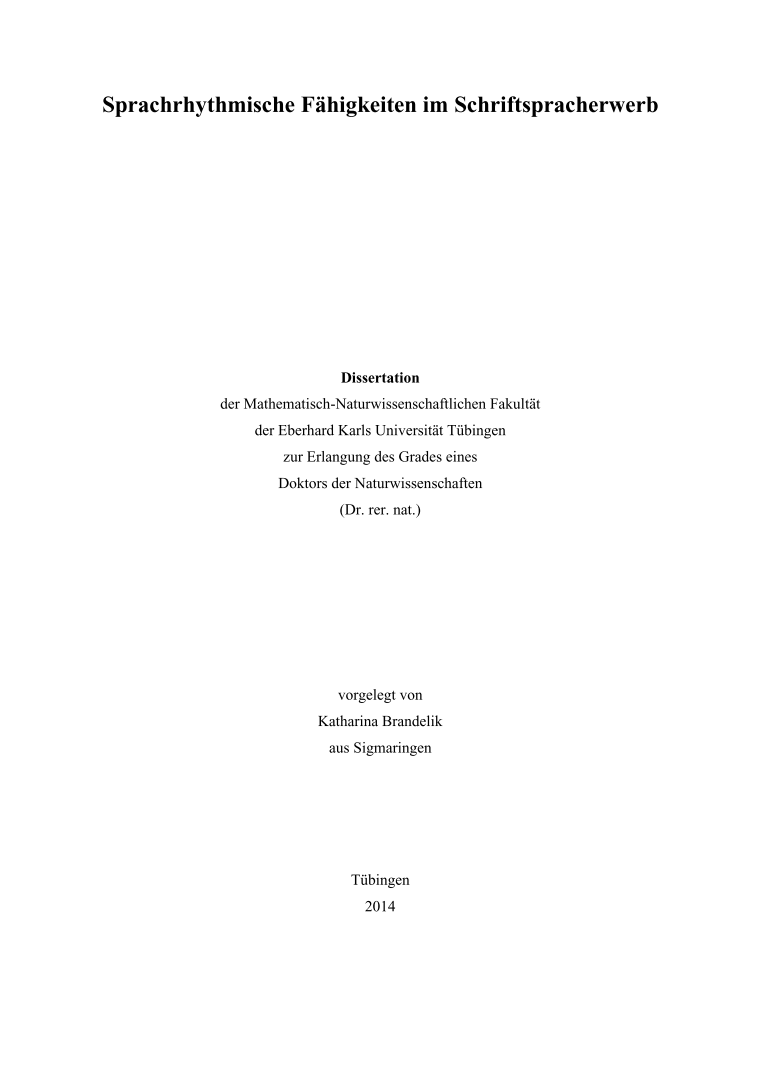 Sprachrhythmische Fähigkeiten im Schriftspracherwerb
Dissertation
der Mathematisch-Naturwissenschaftlichen Fakultät
der Eberhard Karls Universität Tübingen
zur Erlangung des Grades eines
Doktors der Naturwissenschaften
(Dr. rer. nat.)
vorgelegt von
Katharina Brandelik
aus Sigmaringen
Tübingen
2014